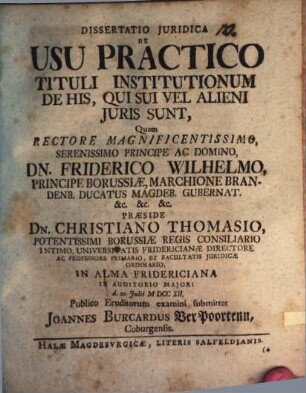 DISSERTATIO JURIDICA
DE
USU PRACTICO
TITULI INSTITUTIONUM
DE HIS, QUI SUI VEL ALIENI
JURIS SUNT,
Quam
RECTORE MAGNIFICENTISSIMO,
SERENISSIMO PRINCIPE AC DOMINO,
DN. FRIDERICO WILHELMO,
PRINCIPE BORUSSIÆ, MARCHIONE BRAN-
DENB. DUCATUS MAGDEB. GUBERNAT.
&c. &c. &c.
PRÆSIDE
DN. CHRISTIANO THOMASIO,
POTENTISSIMI BORUSSIÆ REGIS CONSILIARIO
INTIMO, UNIVERSITATIS FRIDERICIANÆ DIRECTORE
AC PROFESSORE PRIMARIO, ET FACULTATIS JURIDICÆ
ORDINARIO,
IN ALMA FRIDERICIANA
IN AUDITORIO MAJORI
Julii M DCC XII.
Publico Eruditorum examini submittet
JOANNES BURCARDUS Ver Poortenn,
Coburgensis.
HALÆ MAGDEBVRGICÆ, LITERIS SALFELDIANIS.